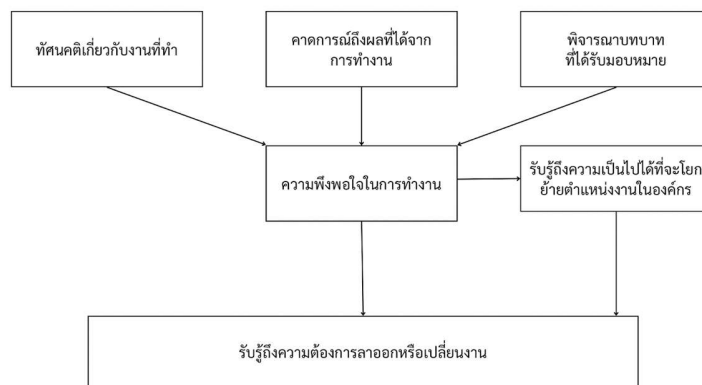 ทัศนคติเกี่ยวกับงานที่ทำ
คาดการณ์ถึงผลที่ได้จาก
การทำงาน
พิจารณาบทบาท
ที่ได้รับมอบหมาย
ความพึงพอใจในการทำงาน
รับรู้ถึงความเป็นไปได้ที่จะโยก
ย้ายตำแหน่งงานในองค์กร
รับรู้ถึงความต้องการลาออกหรือเปลี่ยนงาน